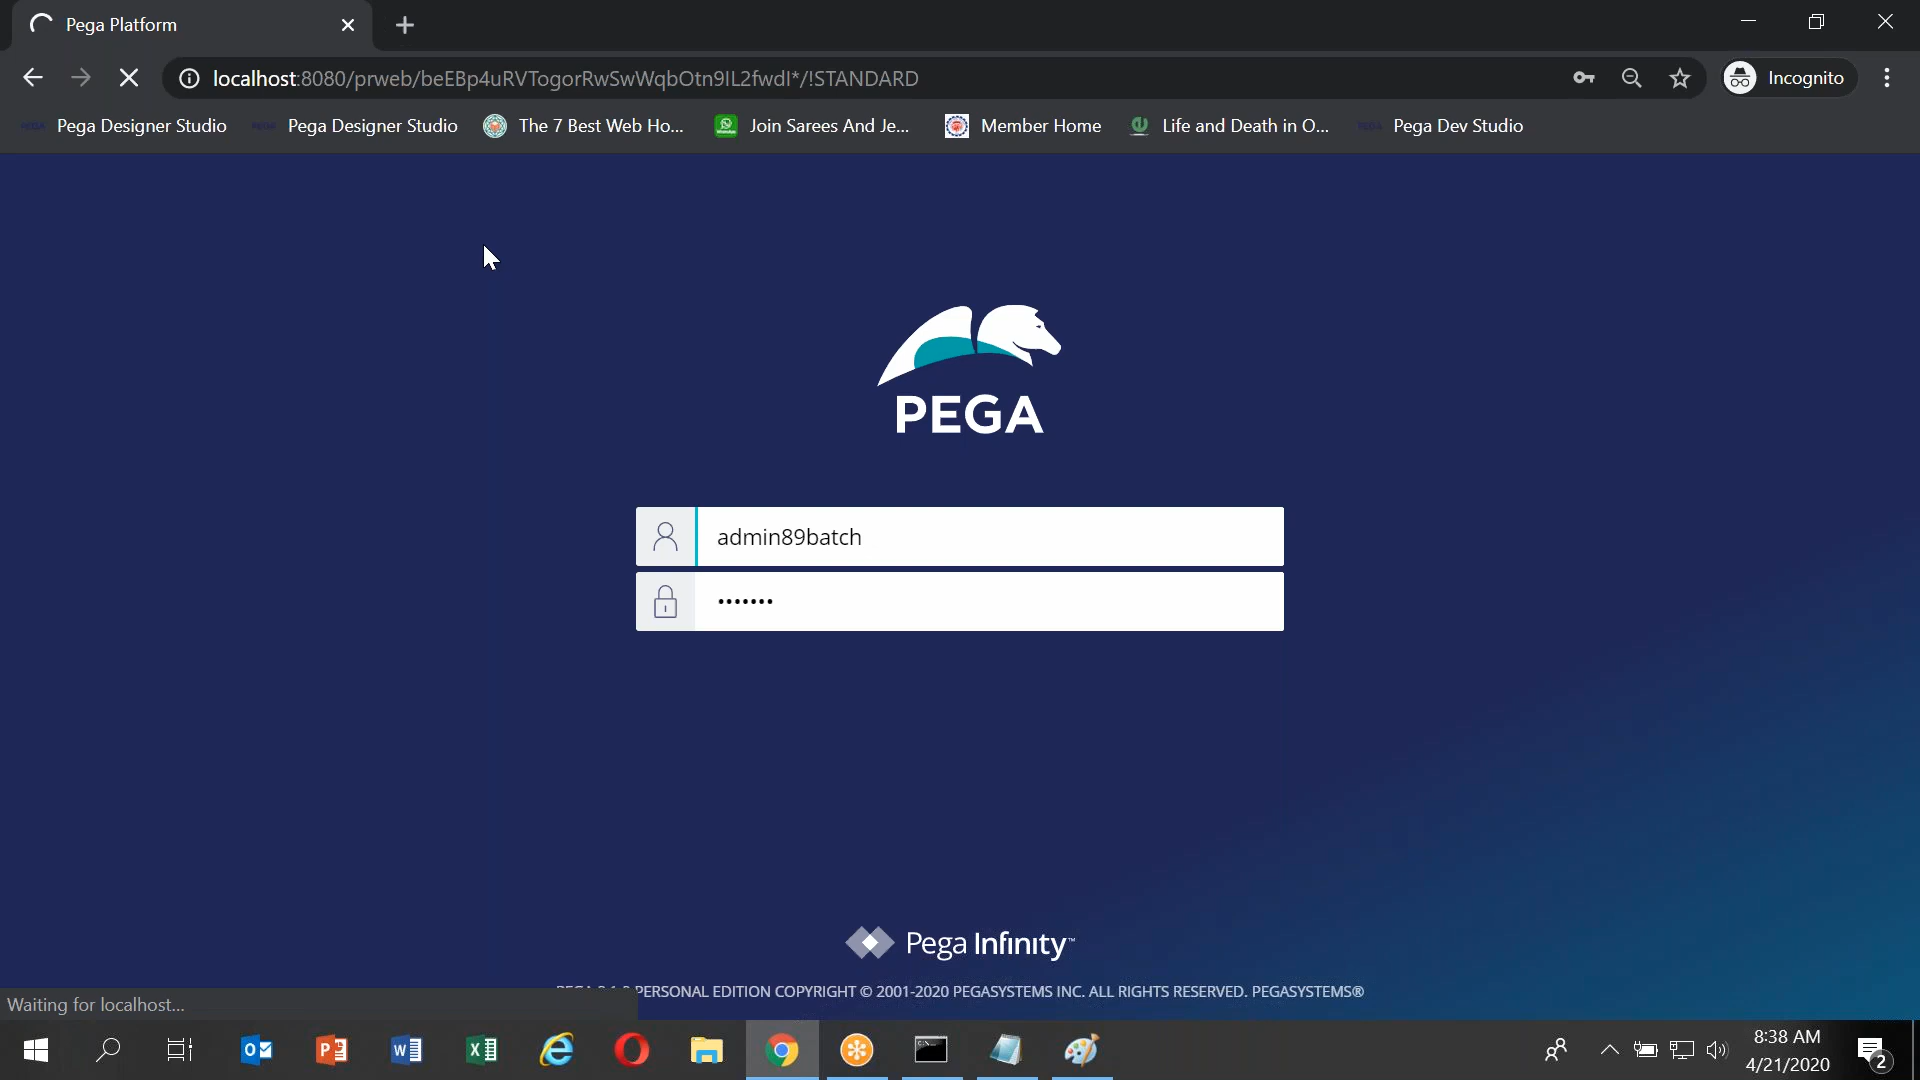 Pega Platform
localhost:8080/prweb/beEBp4uRVTogorRwSwWqbOtn9IL2fwdI*/!STANDARD
Incognito
Pega Designer Studio
Pega Designer Studio
The 7 Best Web Ho...
Join Sarees And Je...
Member Home
Life and Death in O...
Pega Dev Studio
PEGA
admin89batch
Pega Infinity™
PERSONAL EDITION COPYRIGHT © 2001-2020 PEGASYSTEMS INC. ALL RIGHTS RESERVED. PEGASYSTEMS®
Waiting for localhost...
8:38 AM
4/21/2020
2